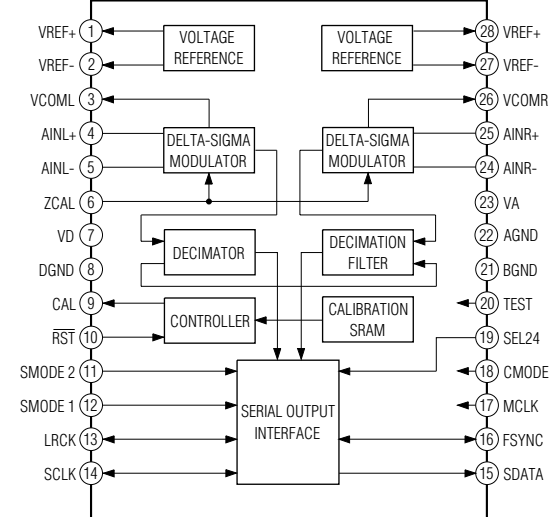 VREF+ 1 VOLTAGE REFERENCE VOLTAGE REFERENCE 28 VREF+
VREF- 2 27 VREF-
VCOML 3 26 VCOMR
AINL+ 4 DELTA-SIGMA MODULATOR DELTA-SIGMA MODULATOR 25 AINR+
AINL- 5 24 AINR-
ZCAL 6 23 VA
VD 7 22 AGND
DGND 8 DECIMATOR DECIMATION FILTER 21 BGND
CAL 9 CONTROLLER CALIBRATION SRAM 20 TEST
RST 10 19 SEL24
SMODE 2 11 18 CMODE
SMODE 1 12 SERIAL OUTPUT INTERFACE 17 MCLK
LRCK 13 16 FSYNC
SCLK 14 15 SDATA